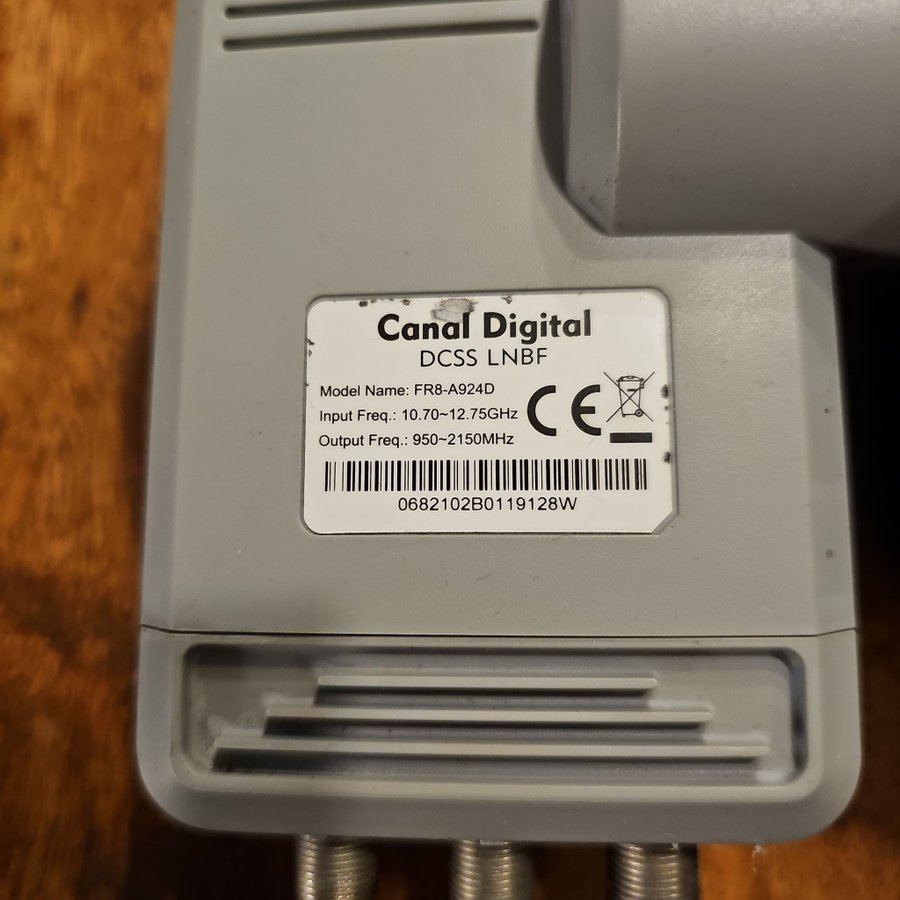 Canal Digital
DCSS LNBF
Model Name: FR8-A924D
Input Freq.: 10.70~12.75GHz
Output Freq.: 950~2150MHz
CE
0682102B0119128W